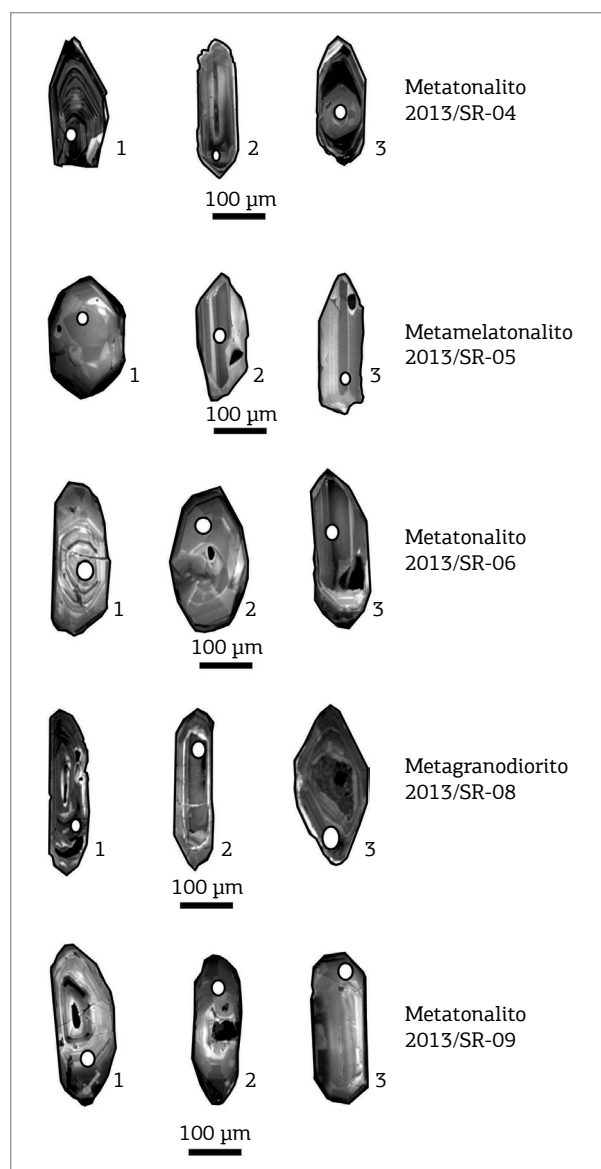 Metatonalito
2013/SR-04
1
2
3
100 µm
Metamelatonalito
2013/SR-05
1
2
3
100 µm
Metatonalito
2013/SR-06
1
2
3
100 µm
Metagranodiorito
2013/SR-08
1
2
3
100 µm
Metatonalito
2013/SR-09
1
2
3
100 µm